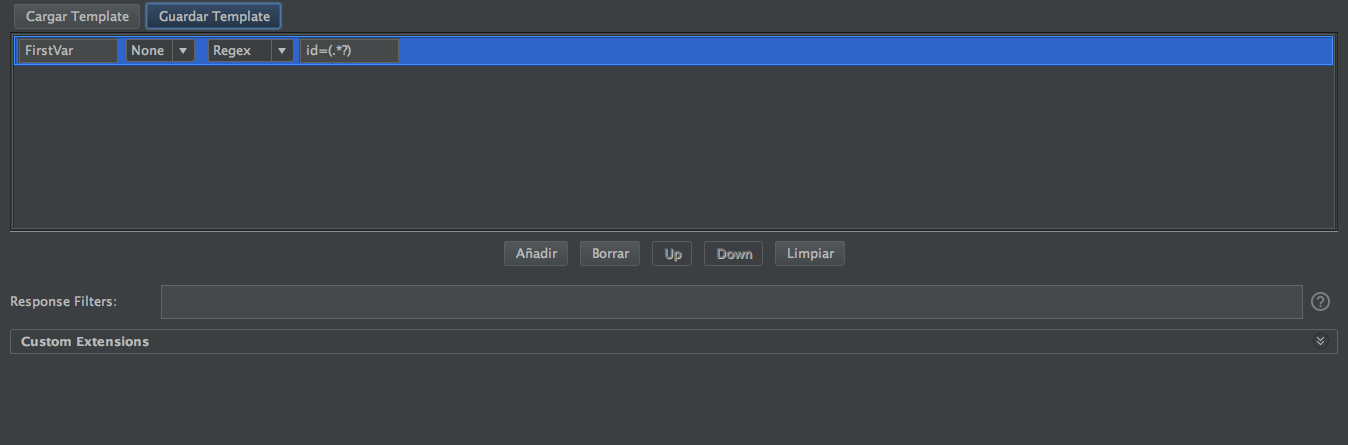 Cargar Template Guardar Template
FirstVar None Regex id=(.*?)
Añadir Borrar Up Down Limpiar
Response Filters: ?
Custom Extensions